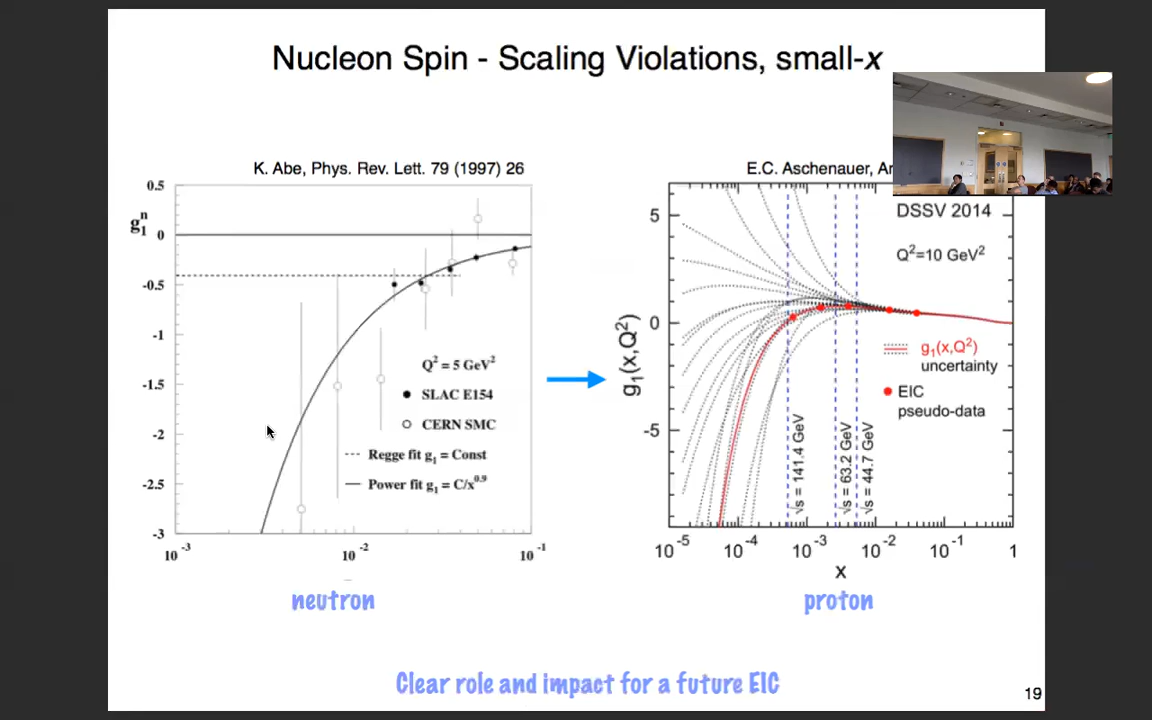 Nucleon Spin - Scaling Violations, small-x
K. Abe, Phys. Rev. Lett. 79 (1997) 26
0.5
0
-0.5
-1
-1.5
-2
-2.5
-3
g₁ⁿ
Q² = 5 GeV²
SLAC E154
CERN SMC
Regge fit g₁ = Const
Power fit g₁ = C/x^0.9
10⁻³
10⁻²
10⁻¹
neutron
E.C. Aschenauer,
DSSV 2014
Q²=10 GeV²
5
0
-5
g₁(x,Q²)
g₁(x,Q²)
uncertainty
EIC
pseudo-data
√s = 141.4 GeV
√s = 63.2 GeV
√s = 44.7 GeV
10⁻⁵
10⁻⁴
10⁻³
10⁻²
10⁻¹
1
x
proton
Clear role and impact for a future EIC
19